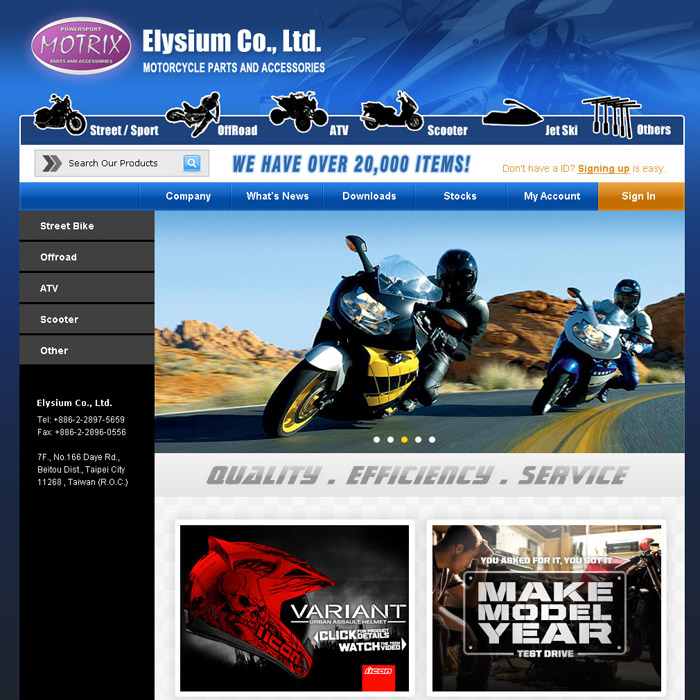 POWERSPORT
MOTRIX
PARTS AND ACCESSORIES
Elysium Co., Ltd.
MOTORCYCLE PARTS AND ACCESSORIES
Street / Sport
OffRoad
ATV
Scooter
Jet Ski
Others
Search Our Products
WE HAVE OVER 20,000 ITEMS!
Don't have a ID? Signing up is easy.
Company
What's News
Downloads
Stocks
My Account
Sign In
Street Bike
Offroad
ATV
Scooter
Other
Elysium Co., Ltd.
Tel: +886-2-2897-5659
Fax: +886-2-2896-0556
7F., No.166 Daye Rd.,
Beitou Dist., Taipei City
11268 , Taiwan (R.O.C.)
QUALITY . EFFICIENCY . SERVICE
VARIANT
URBAN ASSAULT HELMET
CLICK FOR PRODUCT DETAILS
WATCH THE TECH VIDEO
icon
YOU ASKED FOR IT, YOU GOT IT
MAKE
MODEL
YEAR
TEST DRIVE